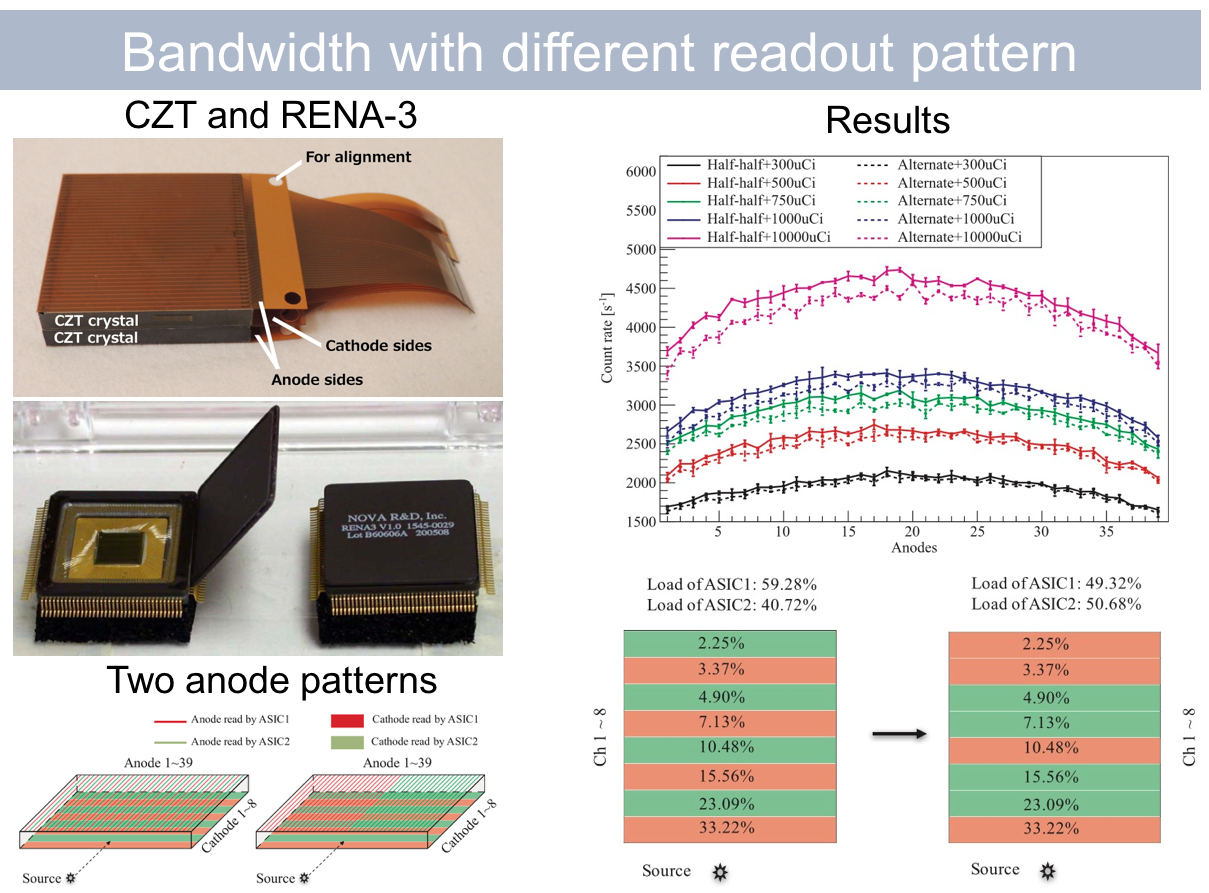 Bandwidth with different readout pattern
CZT and RENA-3
For alignment
CZT crystal
CZT crystal
Cathode sides
Anode sides
NOVA R&D, Inc.
RENA3 V1.0 1545-0029
Lot B60606A 200508
Two anode patterns
Anode read by ASIC1
Cathode read by ASIC1
Anode read by ASIC2
Cathode read by ASIC2
Anode 1~39
Anode 1~39
Cathode 1~8
Cathode 1~8
Source
Source
Results
Half-half+300uCi
Alternate+300uCi
Half-half+500uCi
Alternate+500uCi
Half-half+750uCi
Alternate+750uCi
Half-half+1000uCi
Alternate+1000uCi
Half-half+10000uCi
Alternate+10000uCi
6000
5500
5000
4500
4000
3500
3000
2500
2000
1500
Count rate [s-1]
5 10 15 20 25 30 35
Anodes
Load of ASIC1: 59.28%
Load of ASIC2: 40.72%
2.25%
3.37%
4.90%
7.13%
10.48%
15.56%
23.09%
33.22%
Ch 1 ~ 8
Source
Load of ASIC1: 49.32%
Load of ASIC2: 50.68%
2.25%
3.37%
4.90%
7.13%
10.48%
15.56%
23.09%
33.22%
Ch 1 ~ 8
Source